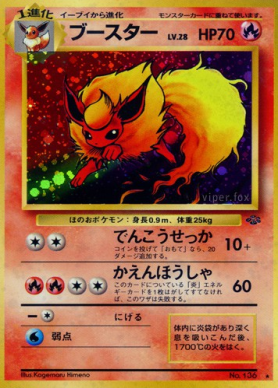 1進化 イーブイから進化 モンスターカードに重ねて使います。
ブースター LV.28 HP70
viper.fox
ほのおポケモン：身長0.9m、体重25kg
でんこうせっか 10+
コインを投げて「おもて」なら、20
ダメージ追加する。
かえんほうしゃ 60
このカードについている「炎」エネル
ギーカードを1枚はがしてすてなけれ
ば、このワザは失敗する。
にげる
弱点
体内に炎袋があり深く
息を吸いこんだ後、
1700℃の火をはく。
Illus. Kagemaru Himeno
No. 136